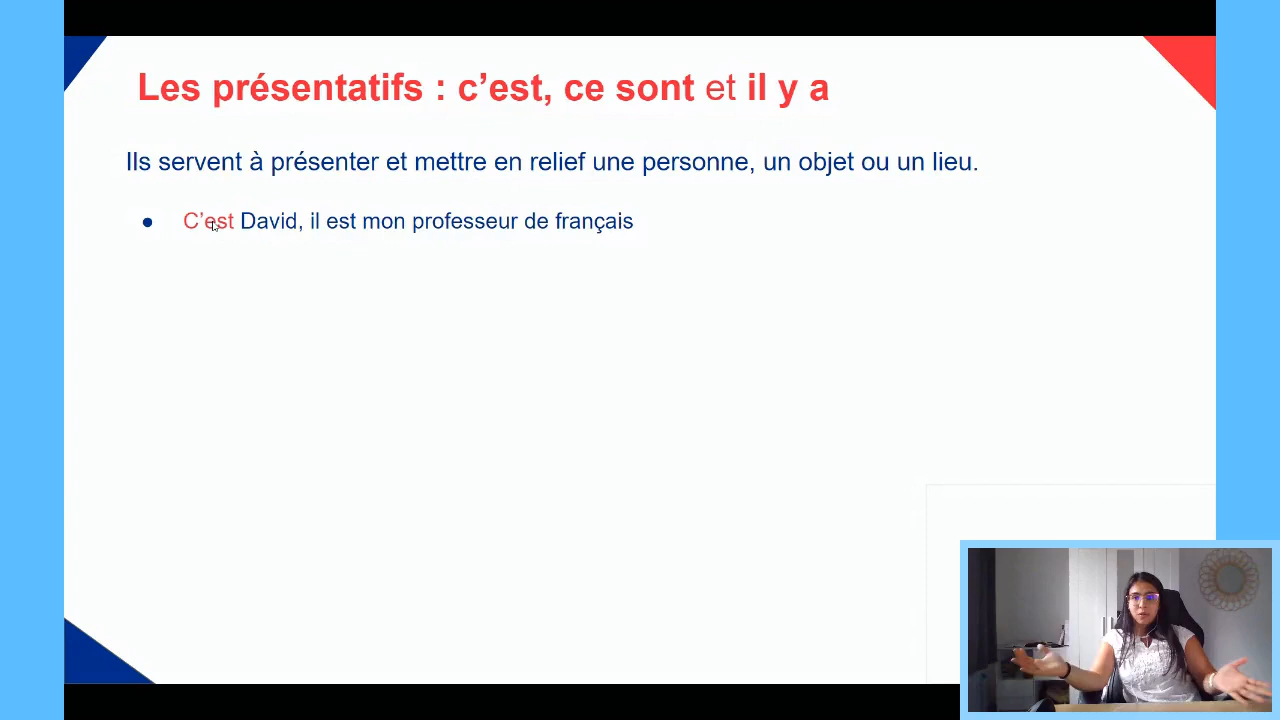 Les présentatifs : c’est, ce sont et il y a
Ils servent à présenter et mettre en relief une personne, un objet ou un lieu.
● C’est David, il est mon professeur de français